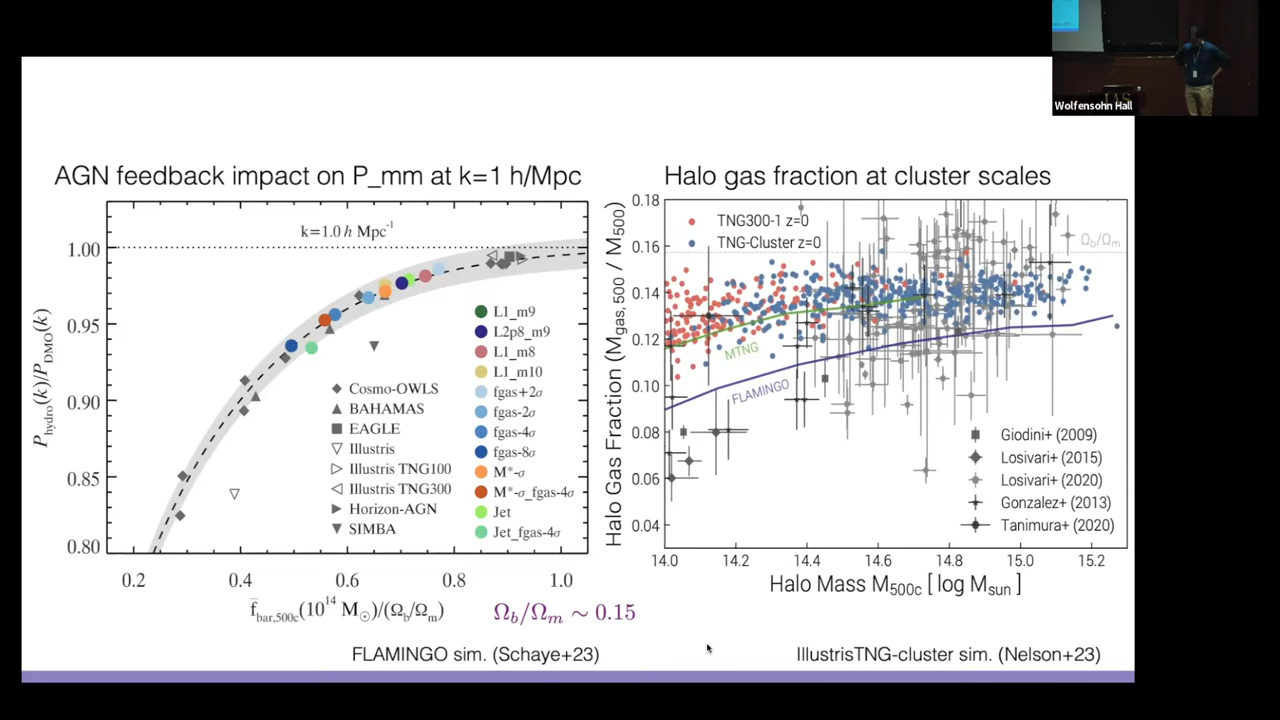 Wolfensohn Hall
AGN feedback impact on P_mm at k=1 h/Mpc
k=1.0 h Mpc⁻¹
P_hydro(k)/P_DMO(k)
1.00
0.95
0.90
0.85
0.80
0.2 0.4 0.6 0.8 1.0
Cosmo-OWLS
BAHAMAS
EAGLE
Illustris
Illustris TNG100
Illustris TNG300
Horizon-AGN
SIMBA
L1_m9
L2p8_m9
L1_m8
L1_m10
fgas+2σ
fgas-2σ
fgas-4σ
fgas-8σ
M*-σ
M*-σ_fgas-4σ
Jet
Jet_fgas-4σ
f̄_bar,500c(10¹⁴ M⊙)/(Ω_b/Ω_m)
Ω_b/Ω_m ∼ 0.15
FLAMINGO sim. (Schaye+23)
Halo gas fraction at cluster scales
Halo Gas Fraction (M_gas,500 / M_500)
0.18
0.16
0.14
0.12
0.10
0.08
0.06
0.04
TNG300-1 z=0
TNG-Cluster z=0
Ω_b/Ω_m
MTNG
FLAMINGO
Giodini+ (2009)
Losivari+ (2015)
Losivari+ (2020)
Gonzalez+ (2013)
Tanimura+ (2020)
14.0 14.2 14.4 14.6 14.8 15.0 15.2
Halo Mass M_500c [ log M_sun ]
IllustrisTNG-cluster sim. (Nelson+23)